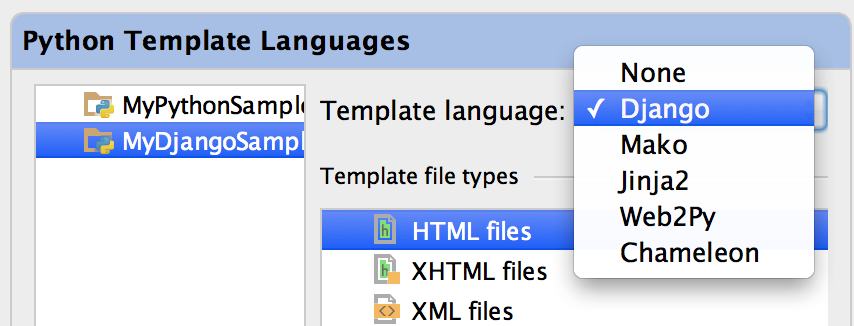 Python Template Languages
MyPythonSample
MyDjangoSampl
Template language:
None
✓ Django
Mako
Jinja2
Web2Py
Chameleon
Template file types
HTML files
XHTML files
XML files